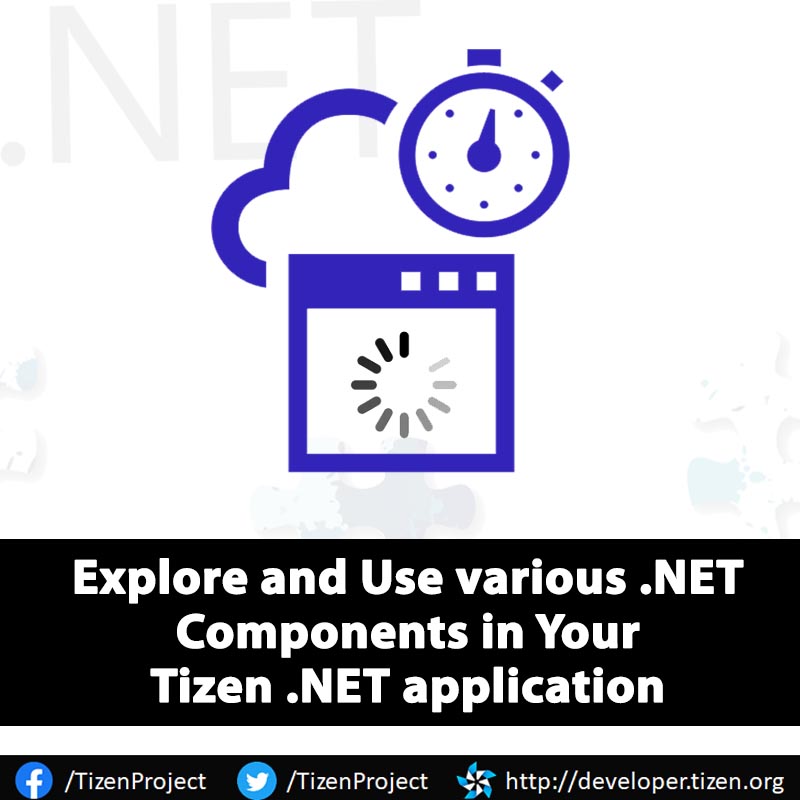 .NET
Explore and Use various .NET
Components in Your
Tizen .NET application
/TizenProject /TizenProject http://developer.tizen.org